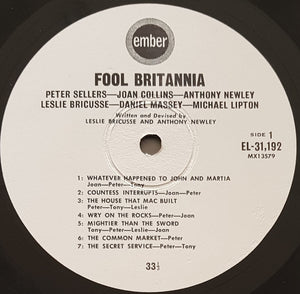 ember
FOOL BRITANNIA
PETER SELLERS—JOAN COLLINS—ANTHONY NEWLEY
LESLIE BRICUSSE—DANIEL MASSEY—MICHAEL LIPTON
Written and Devised by
LESLIE BRICUSSE AND ANTHONY NEWLEY
SIDE 1
EL-31,192
MX13579
1: WHATEVER HAPPENED TO JOHN AND MARTIA
Joan—Peter—Tony
2: COUNTESS INTERRUPTS—Joan—Peter
3: THE HOUSE THAT MAC BUILT
Peter—Tony—Leslie
4: WRY ON THE ROCKS—Peter—Joan
5: MIGHTIER THAN THE SWORD
Tony—Peter—Joan—Leslie
6: THE COMMON MARKET—Peter
7: THE SECRET SERVICE—Peter—Tony
33⅓